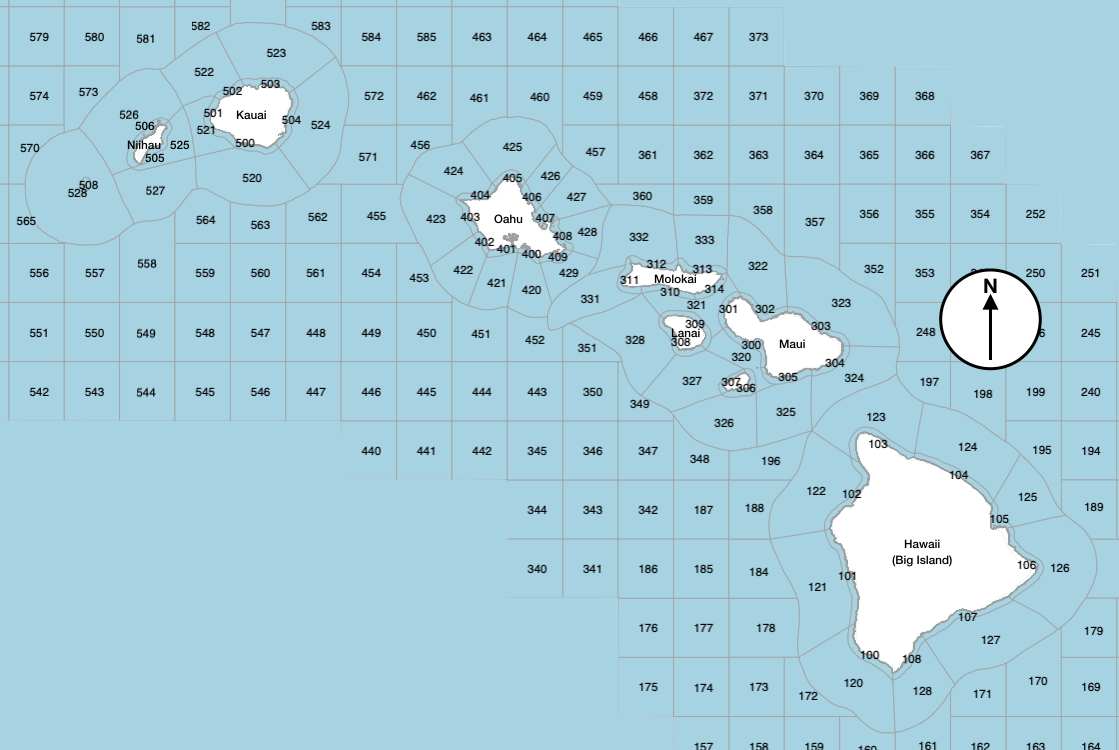 579 580 581 582 583 584 585 463 464 465 466 467 373
523
522
574 573 502 503 572 462 461 460 459 458 372 371 370 369 368
526 501 Kauai 504 524
506 521
570 Niihau 525 500 571 456 425 457 361 362 363 364 365 366 367
505
508 520 424 405 426
528 527 404 406 427 360 359 358
565 564 563 562 455 423 403 Oahu 407 428 357 356 355 354 252
402 401 400 408 409 332 333
556 557 558 559 560 561 454 453 422 421 420 429 312 313 322 352 353 250 251
311 Molokai 314
310
N
331 321 301 302 323
551 550 549 548 547 448 449 450 451 452 351 328 309 303 248 245
Lanai
308 300 Maui
320 304
542 543 544 545 546 447 446 445 444 443 350 327 307 306 305 324 197 198 199 240
349 326 325 123
440 441 442 345 346 347 348 196 103 124 195 194
104
344 343 342 187 188 122 102 125 189
105
Hawaii
(Big Island)
340 341 186 185 184 121 101 106 126
176 177 178 107 127 179
100 108
175 174 173 172 120 128 171 170 169
157 158 159 160 161 162 163 164